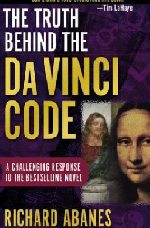 —Tim LaHaye
THE TRUTH
BEHIND THE
DA VINCI
CODE
A CHALLENGING RESPONSE
TO THE BESTSELLING NOVEL
RICHARD ABANES